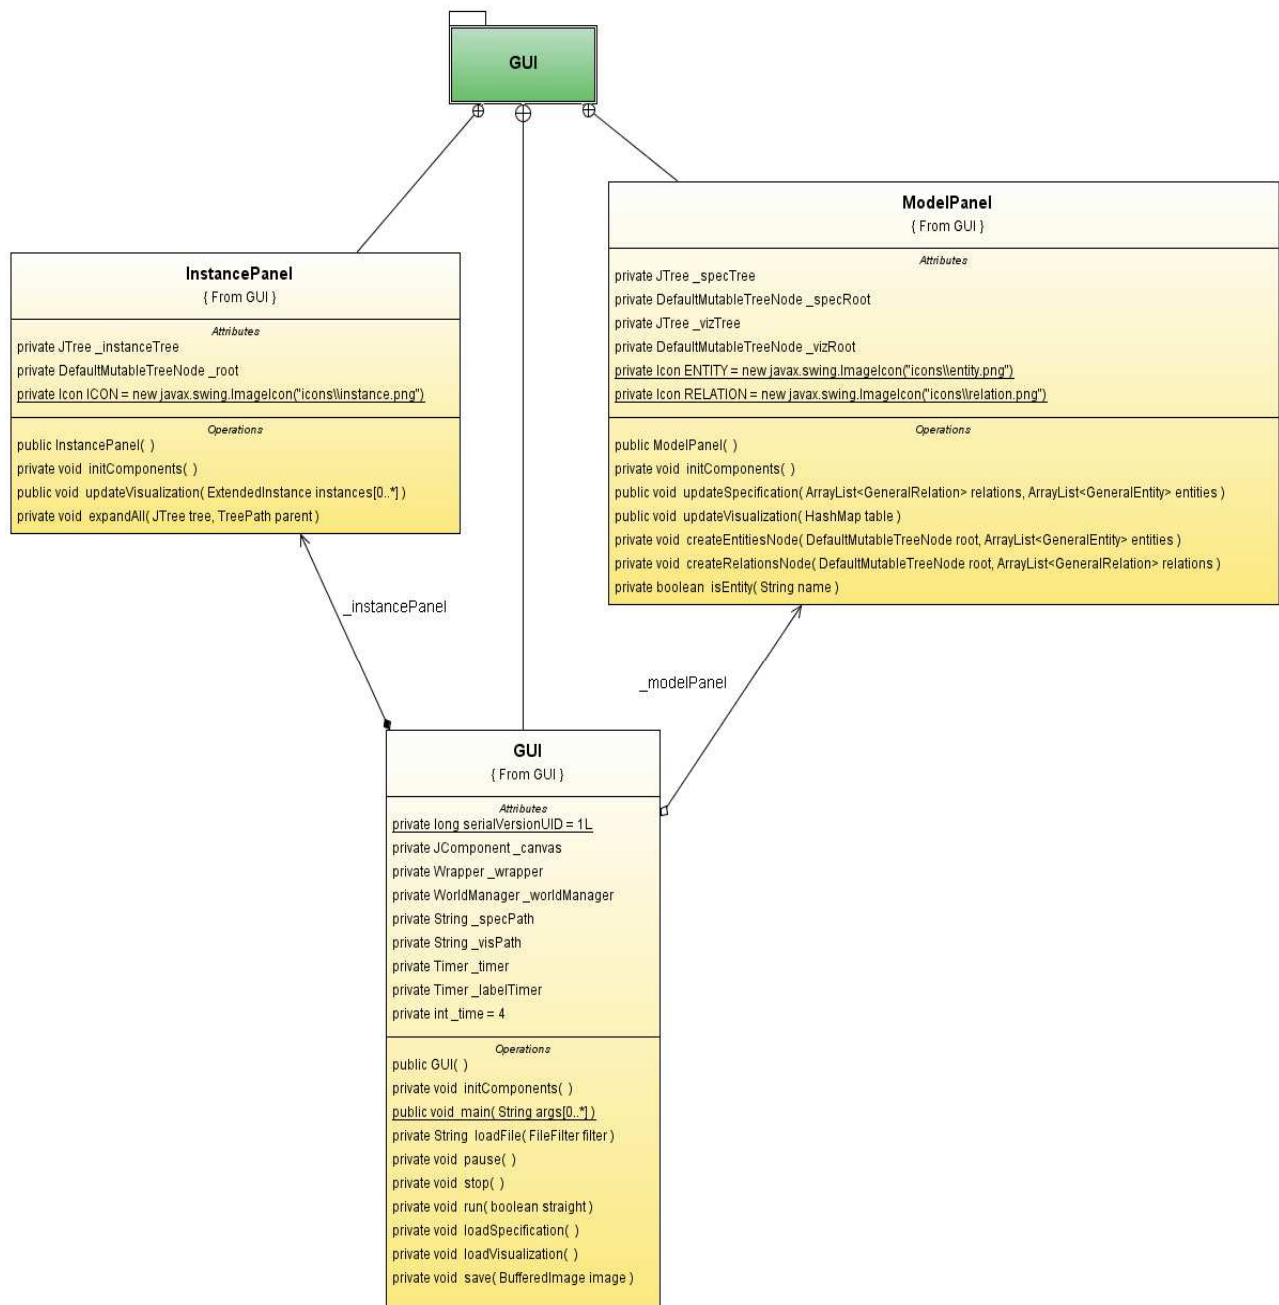 GUI
ModelPanel
{ From GUI }
Attributes
private JTree _specTree
private DefaultMutableTreeNode _specRoot
private JTree _vizTree
private DefaultMutableTreeNode _vizRoot
private Icon ENTITY = new javax.swing.ImageIcon("icons\\entity.png")
private Icon RELATION = new javax.swing.ImageIcon("icons\\relation.png")
Operations
public ModelPanel( )
private void initComponents( )
public void updateSpecification( ArrayList<GeneralRelation> relations, ArrayList<GeneralEntity> entities )
public void updateVisualization( HashMap table )
private void createEntitiesNode( DefaultMutableTreeNode root, ArrayList<GeneralEntity> entities )
private void createRelationsNode( DefaultMutableTreeNode root, ArrayList<GeneralRelation> relations )
private boolean isEntity( String name )
InstancePanel
{ From GUI }
Attributes
private JTree _instanceTree
private DefaultMutableTreeNode _root
private Icon ICON = new javax.swing.ImageIcon("icons\\instance.png")
Operations
public InstancePanel( )
private void initComponents( )
public void updateVisualization( ExtendedInstance instances[0..*] )
private void expandAll( JTree tree, TreePath parent )
_instancePanel
_modelPanel
GUI
{ From GUI }
Attributes
private long serialVersionUID = 1L
private JComponent _canvas
private Wrapper _wrapper
private WorldManager _worldManager
private String _specPath
private String _visPath
private Timer _timer
private Timer _labelTimer
private int _time = 4
Operations
public GUI( )
private void initComponents( )
public void main( String args[0..*] )
private String loadFile( FileFilter filter )
private void pause( )
private void stop( )
private void run( boolean straight )
private void loadSpecification( )
private void loadVisualization( )
private void save( BufferedImage image )